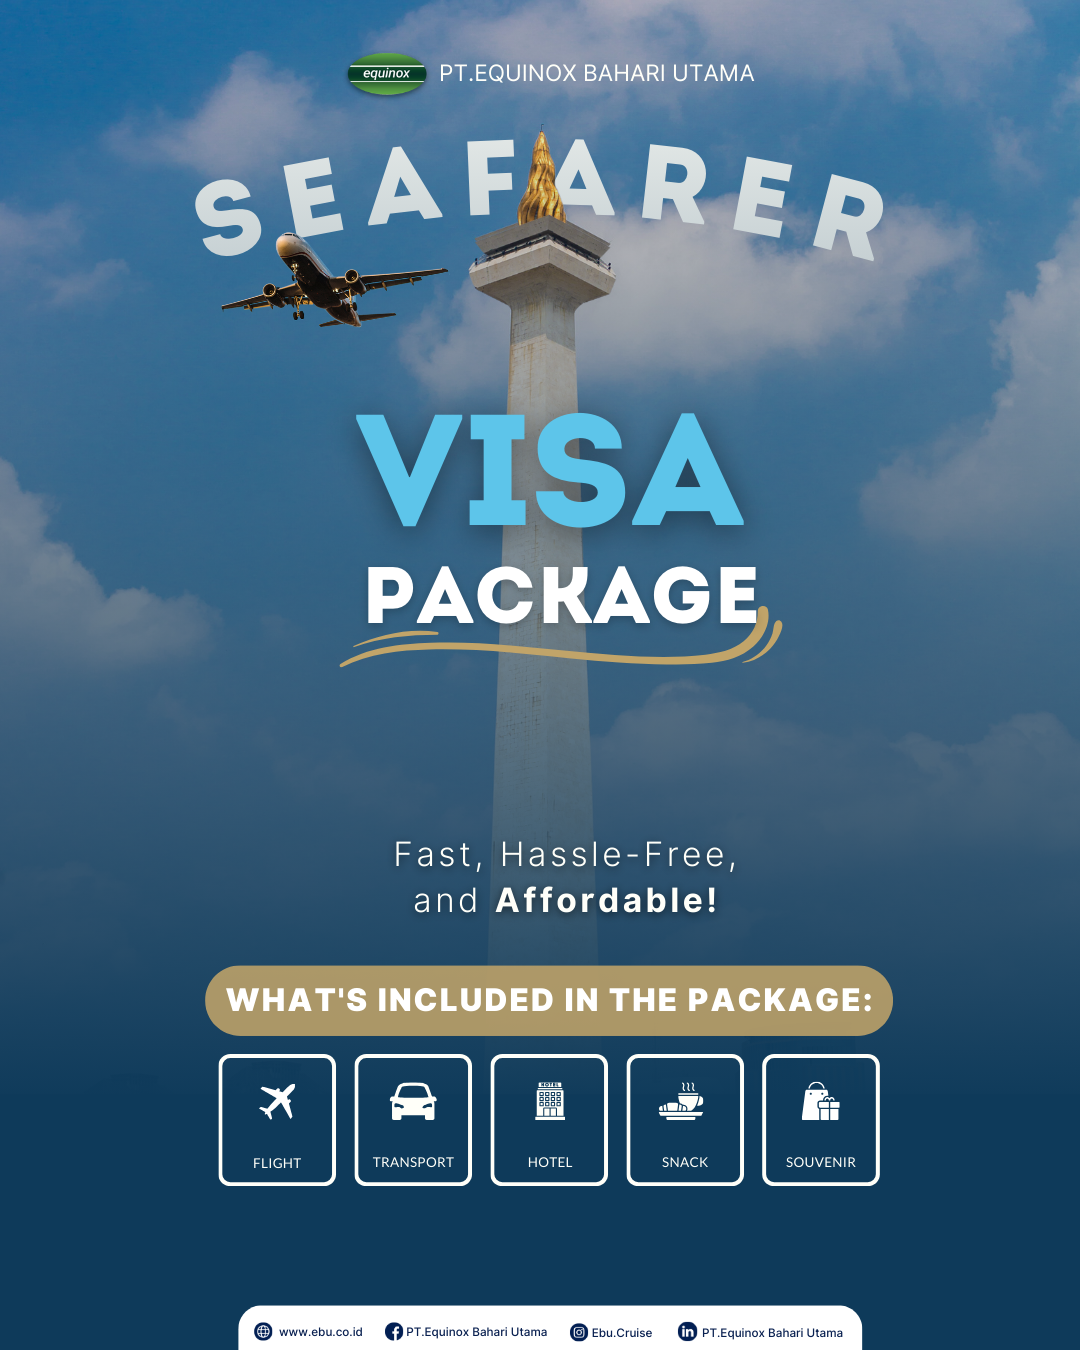 equinox PT.EQUINOX BAHARI UTAMA
SEAFARER
VISA
PACKAGE
Fast, Hassle-Free,
and Affordable!
WHAT'S INCLUDED IN THE PACKAGE:
HOTEL
FLIGHT TRANSPORT HOTEL SNACK SOUVENIR
www.ebu.co.id PT.Equinox Bahari Utama Ebu.Cruise PT.Equinox Bahari Utama